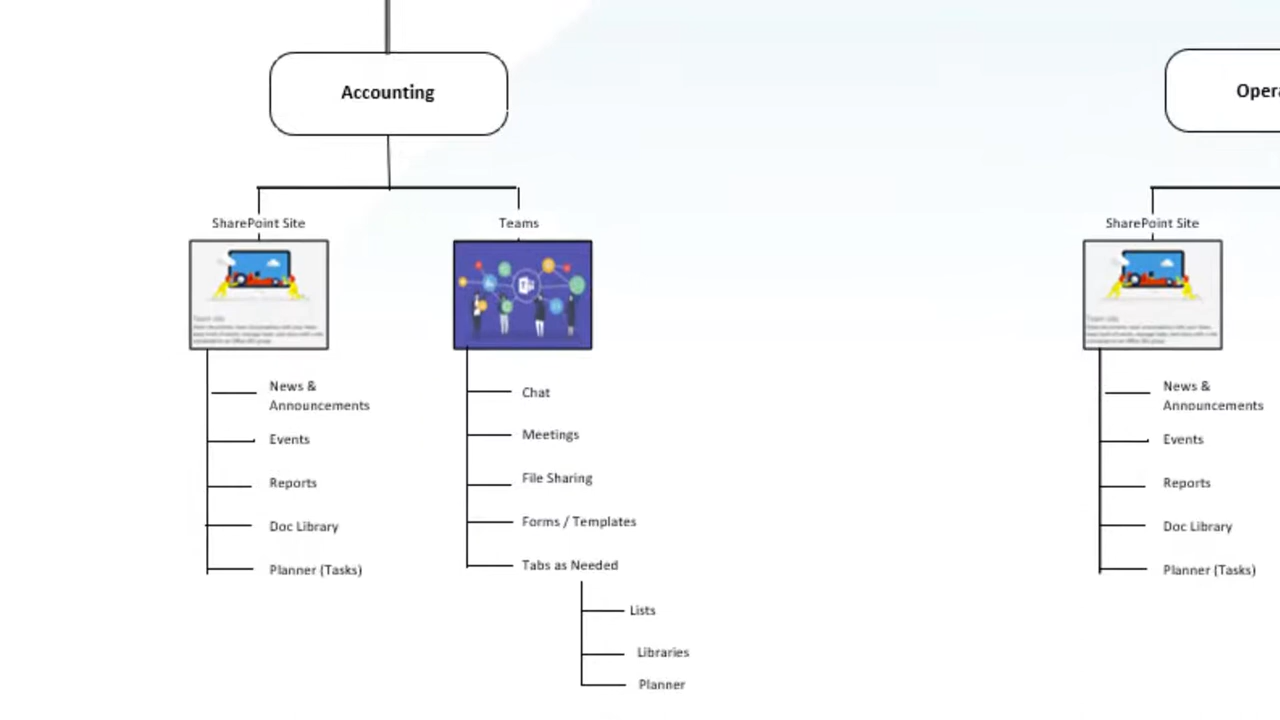 Accounting
SharePoint Site
Teams
News &
Announcements
Events
Reports
Doc Library
Planner (Tasks)
Chat
Meetings
File Sharing
Forms / Templates
Tabs as Needed
Lists
Libraries
Planner
Opera
SharePoint Site
News &
Announcements
Events
Reports
Doc Library
Planner (Tasks)